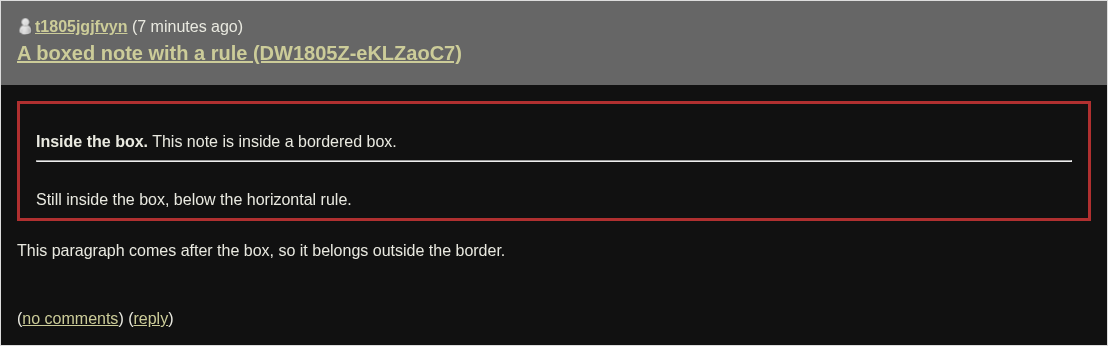 t1805jgjfvyn (7 minutes ago)
A boxed note with a rule (DW1805Z-eKLZaoC7)
Inside the box. This note is inside a bordered box.
Still inside the box, below the horizontal rule.
This paragraph comes after the box, so it belongs outside the border.
(no comments) (reply)